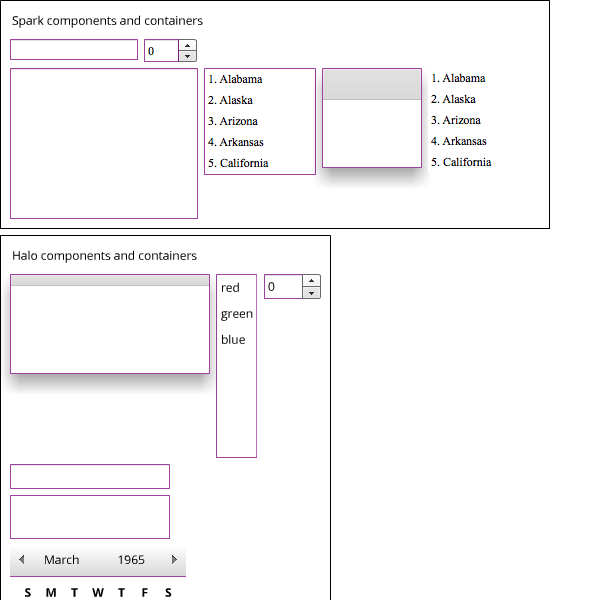 Spark components and containers
0
1. Alabama
2. Alaska
3. Arizona
4. Arkansas
5. California
1. Alabama
2. Alaska
3. Arizona
4. Arkansas
5. California
Halo components and containers
red
green
blue
0
March 1965
S M T W T F S